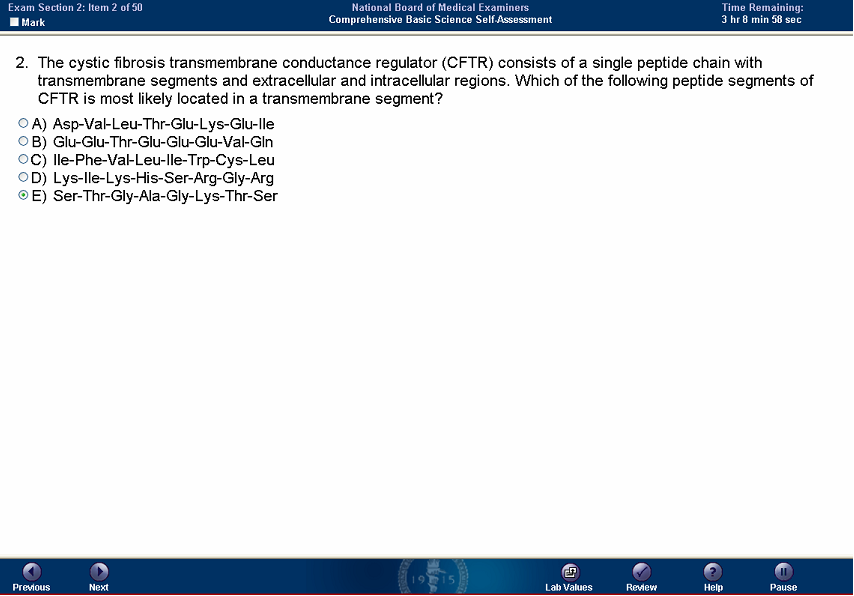 Exam Section 2: Item 2 of 50
National Board of Medical Examiners
Time Remaining:
Mark
Comprehensive Basic Science Self-Assessment
3 hr 8 min 58 sec
2. The cystic fibrosis transmembrane conductance regulator (CFTR) consists of a single peptide chain with
transmembrane segments and extracellular and intracellular regions. Which of the following peptide segments of
CFTR is most likely located in a transmembrane segment?
A) Asp-Val-Leu-Thr-Glu-Lys-Glu-Ile
B) Glu-Glu-Thr-Glu-Glu-Glu-Val-Gln
C) Ile-Phe-Val-Leu-Ile-Trp-Cys-Leu
D) Lys-Ile-Lys-His-Ser-Arg-Gly-Arg
E) Ser-Thr-Gly-Ala-Gly-Lys-Thr-Ser
1915
Previous Next Lab Values Review Help Pause